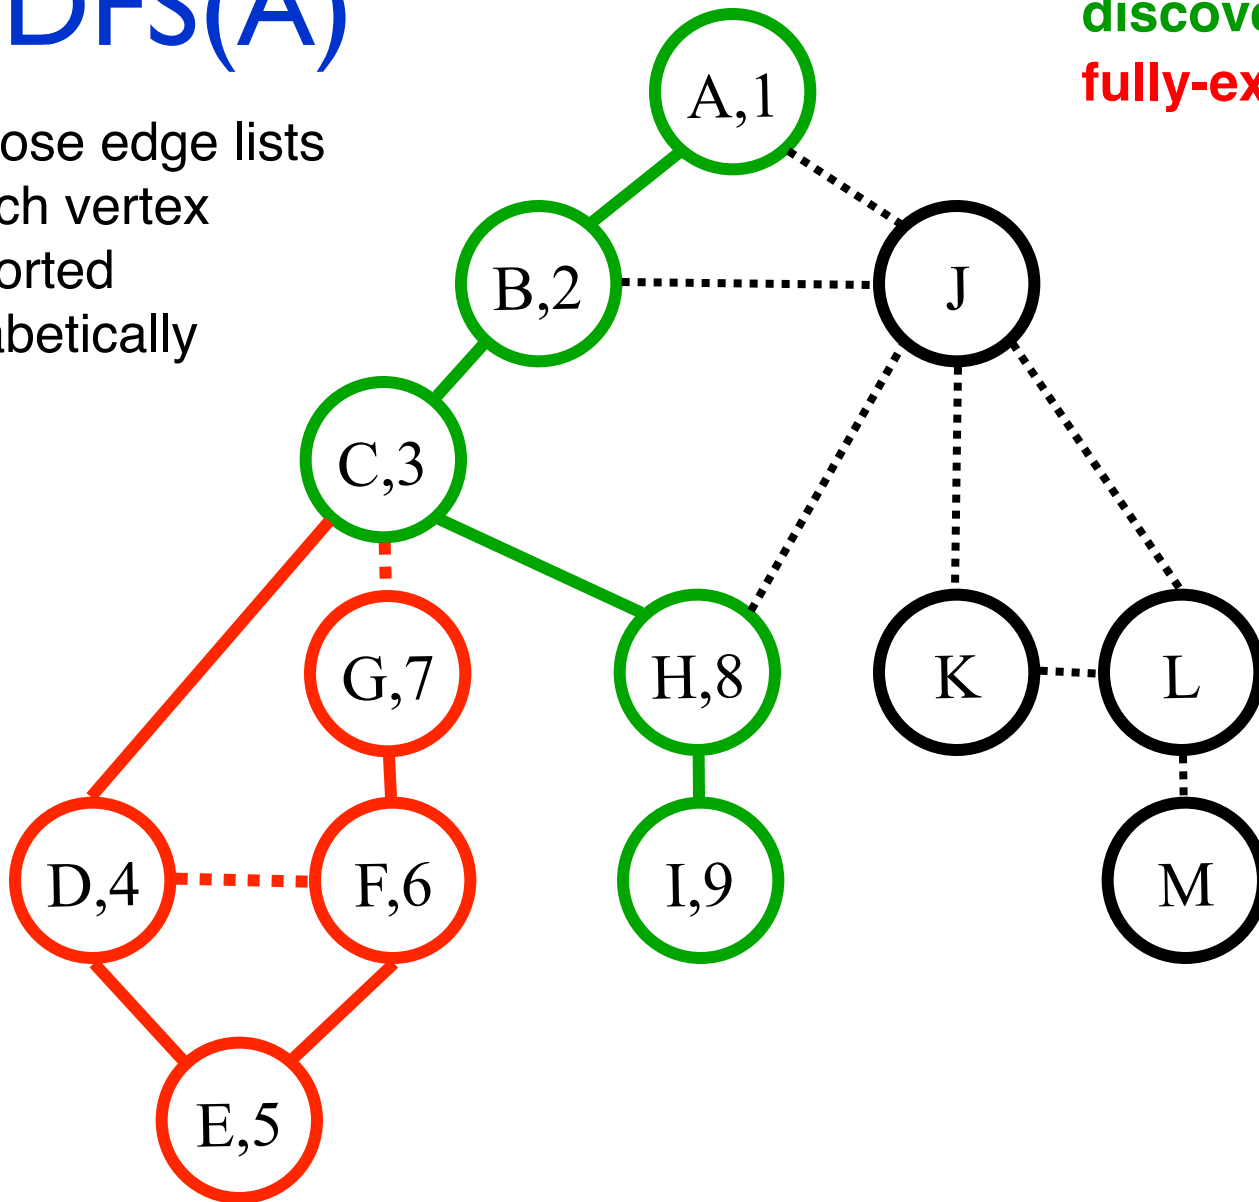 DFS(A)
discove
fully-ex
ose edge lists
ch vertex
orted
abetically
A,1
B,2
J
C,3
G,7
H,8
K
L
D,4
F,6
I,9
M
E,5